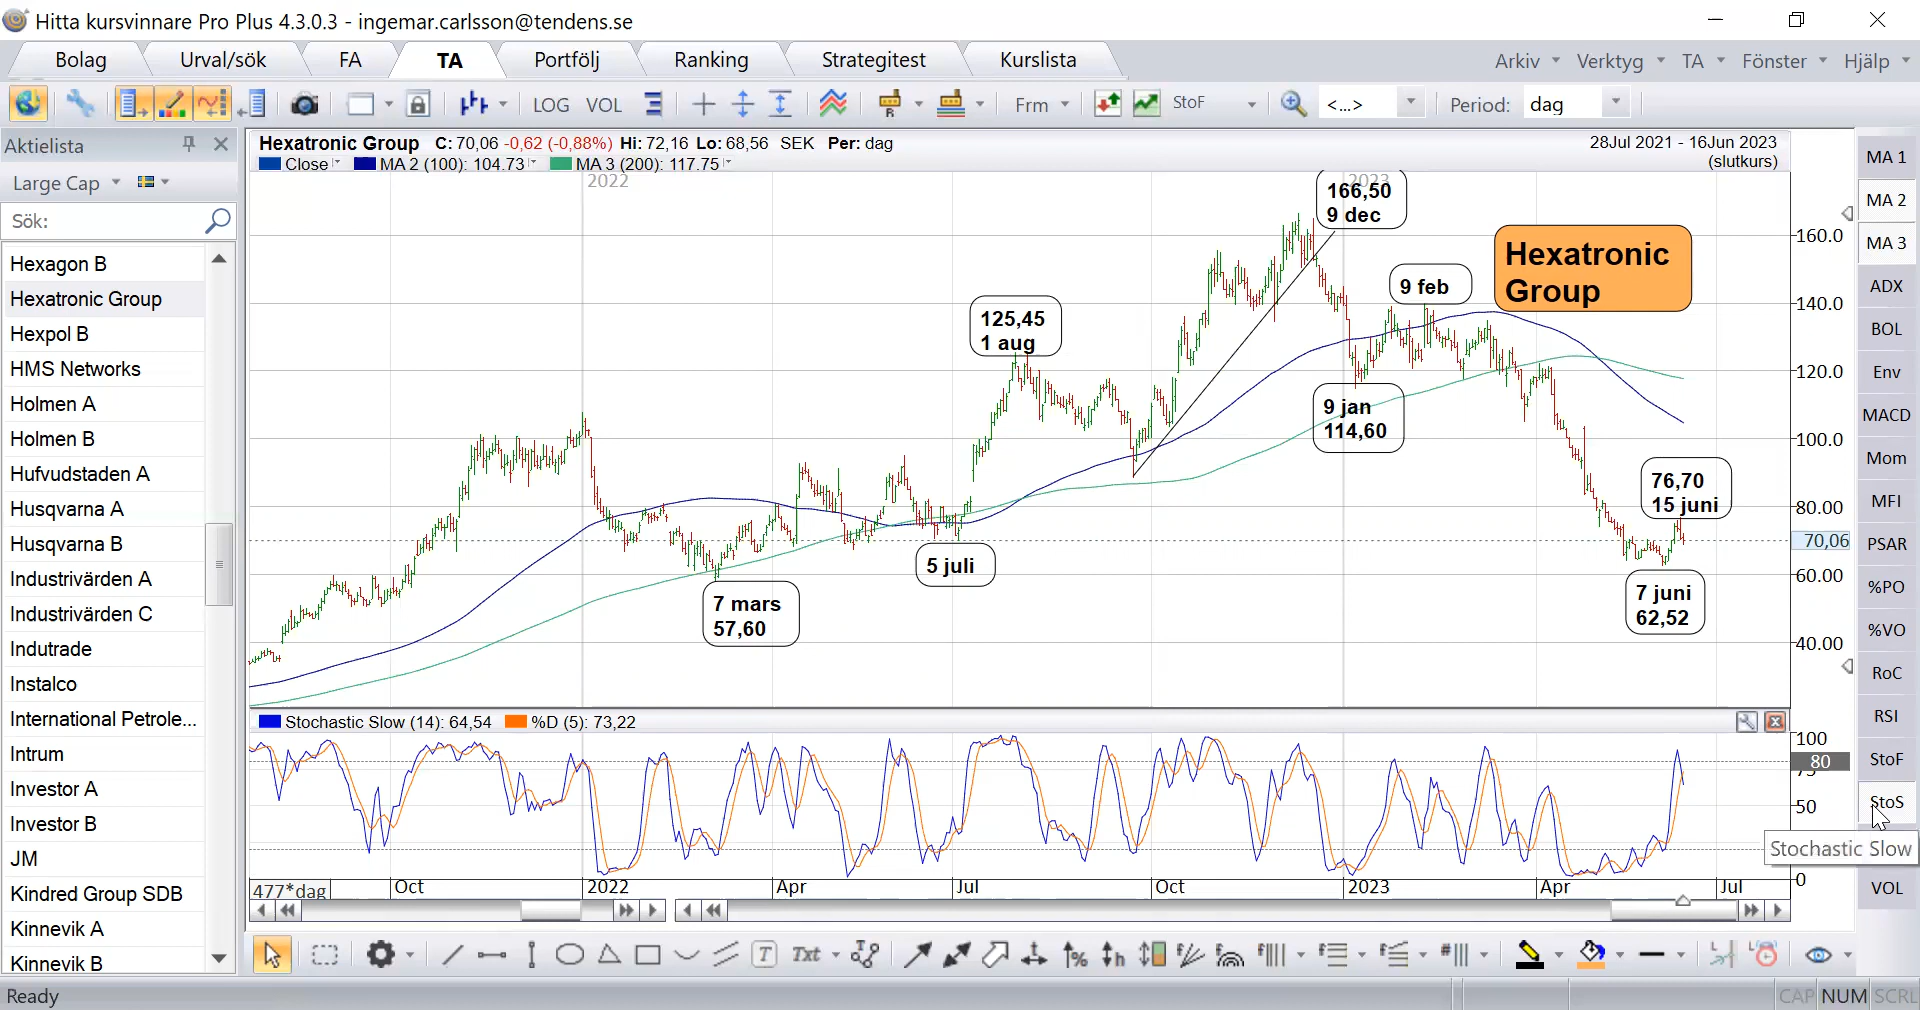 Hitta kursvinnare Pro Plus 4.3.0.3 - ingemar.carlsson@tendens.se
Bolag Urval/sök FA TA Portfölj Ranking Strategitest Kurslista
Arkiv Verktyg TA Fönster Hjälp
LOG VOL Frm StoF <...> Period: dag
Aktielista
Large Cap
Sök:
Hexagon B
Hexatronic Group
Hexpol B
HMS Networks
Holmen A
Holmen B
Hufvudstaden A
Husqvarna A
Husqvarna B
Industrivärden A
Industrivärden C
Indutrade
Instalco
International Petrole...
Intrum
Investor A
Investor B
JM
Kindred Group SDB
Kinnevik A
Kinnevik B
Hexatronic Group C: 70,06 -0,62 (-0,88%) Hi: 72,16 Lo: 68,56 SEK Per: dag
28Jul 2021 - 16Jun 2023
(slutkurs)
Close MA 2 (100): 104.73 MA 3 (200): 117.75
2022
2023
166,50
9 dec
Hexatronic
Group
9 feb
125,45
1 aug
9 jan
114,60
76,70
15 juni
5 juli
7 mars
57,60
7 juni
62,52
160.0
140.0
120.0
100.0
80.00
70,06
60.00
40.00
Stochastic Slow (14): 64,54 %D (5): 73,22
100
80
75
50
0
477*dag Oct 2022 Apr Jul Oct 2023 Apr Jul
MA 1
MA 2
MA 3
ADX
BOL
Env
MACD
Mom
MFI
PSAR
%PO
%VO
RoC
RSI
StoF
StoS
Stochastic Slow
VOL
T Txt
Ready
CAP NUM SCRL